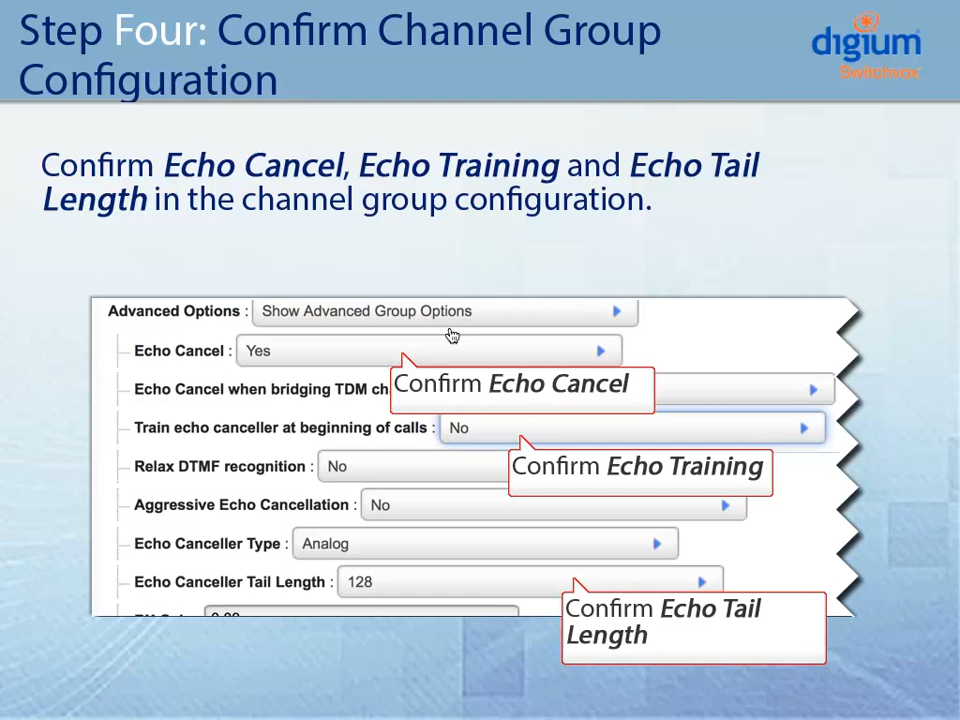 Step Four: Confirm Channel Group
Configuration
digium
Switchvox
Confirm Echo Cancel, Echo Training and Echo Tail
Length in the channel group configuration.
Advanced Options : Show Advanced Group Options
Echo Cancel : Yes
Confirm Echo Cancel
Echo Cancel when bridging TDM ch
Train echo canceller at beginning of calls : No
Confirm Echo Training
Relax DTMF recognition : No
Aggressive Echo Cancellation : No
Echo Canceller Type : Analog
Echo Canceller Tail Length : 128
Confirm Echo Tail
Length